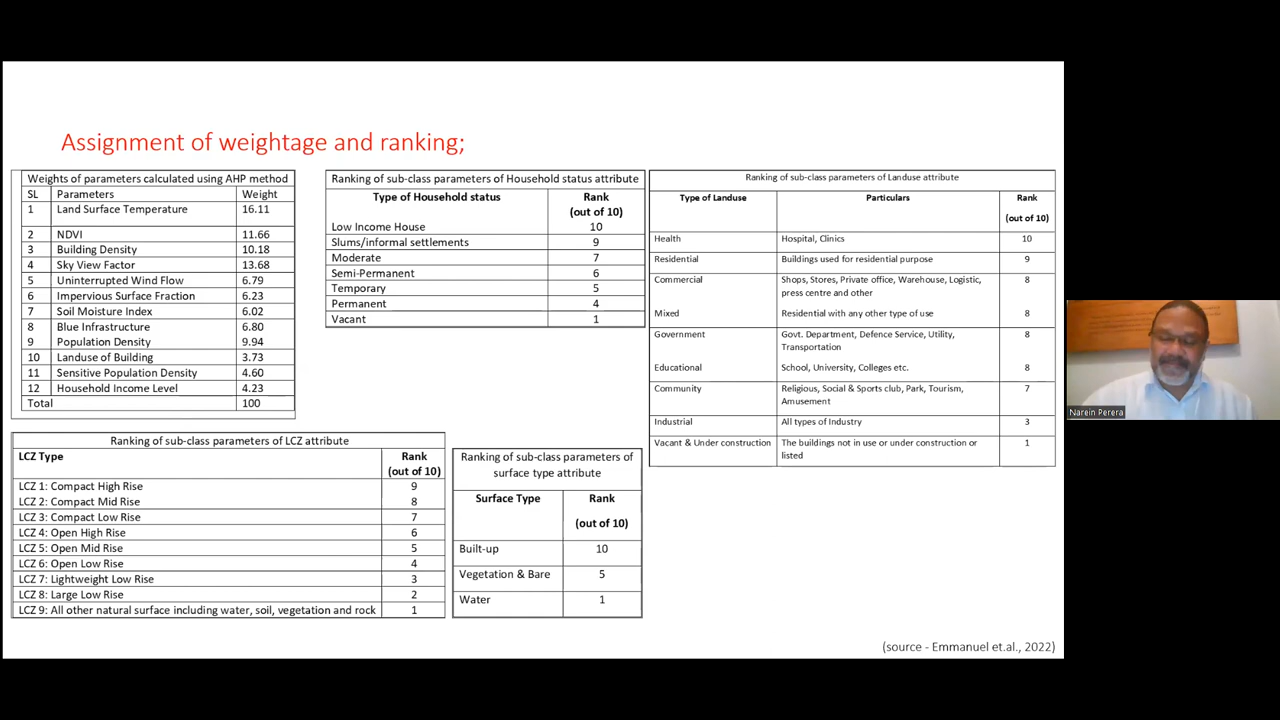 Assignment of weightage and ranking;
Weights of parameters calculated using AHP method
SL Parameters Weight
1 Land Surface Temperature 16.11
2 NDVI 11.66
3 Building Density 10.18
4 Sky View Factor 13.68
5 Uninterrupted Wind Flow 6.79
6 Impervious Surface Fraction 6.23
7 Soil Moisture Index 6.02
8 Blue Infrastructure 6.80
9 Population Density 9.94
10 Landuse of Building 3.73
11 Sensitive Population Density 4.60
12 Household Income Level 4.23
Total 100
Ranking of sub-class parameters of Household status attribute
Type of Household status Rank
(out of 10)
Low Income House 10
Slums/informal settlements 9
Moderate 7
Semi-Permanent 6
Temporary 5
Permanent 4
Vacant 1
Ranking of sub-class parameters of Landuse attribute
Type of Landuse Particulars Rank
(out of 10)
Health Hospital, Clinics 10
Residential Buildings used for residential purpose 9
Commercial Shops, Stores, Private office, Warehouse, Logistic, 8
press centre and other
Mixed Residential with any other type of use 8
Government Govt. Department, Defence Service, Utility, 8
Transportation
Educational School, University, Colleges etc. 8
Community Religious, Social & Sports club, Park, Tourism, 7
Amusement
Industrial All types of Industry 3
Vacant & Under construction The buildings not in use or under construction or 1
listed
Ranking of sub-class parameters of LCZ attribute
LCZ Type Rank
(out of 10)
LCZ 1: Compact High Rise 9
LCZ 2: Compact Mid Rise 8
LCZ 3: Compact Low Rise 7
LCZ 4: Open High Rise 6
LCZ 5: Open Mid Rise 5
LCZ 6: Open Low Rise 4
LCZ 7: Lightweight Low Rise 3
LCZ 8: Large Low Rise 2
LCZ 9: All other natural surface including water, soil, vegetation and rock 1
Ranking of sub-class parameters of
surface type attribute
Surface Type Rank
(out of 10)
Built-up 10
Vegetation & Bare 5
Water 1
(source - Emmanuel et.al., 2022)
Narein Perera